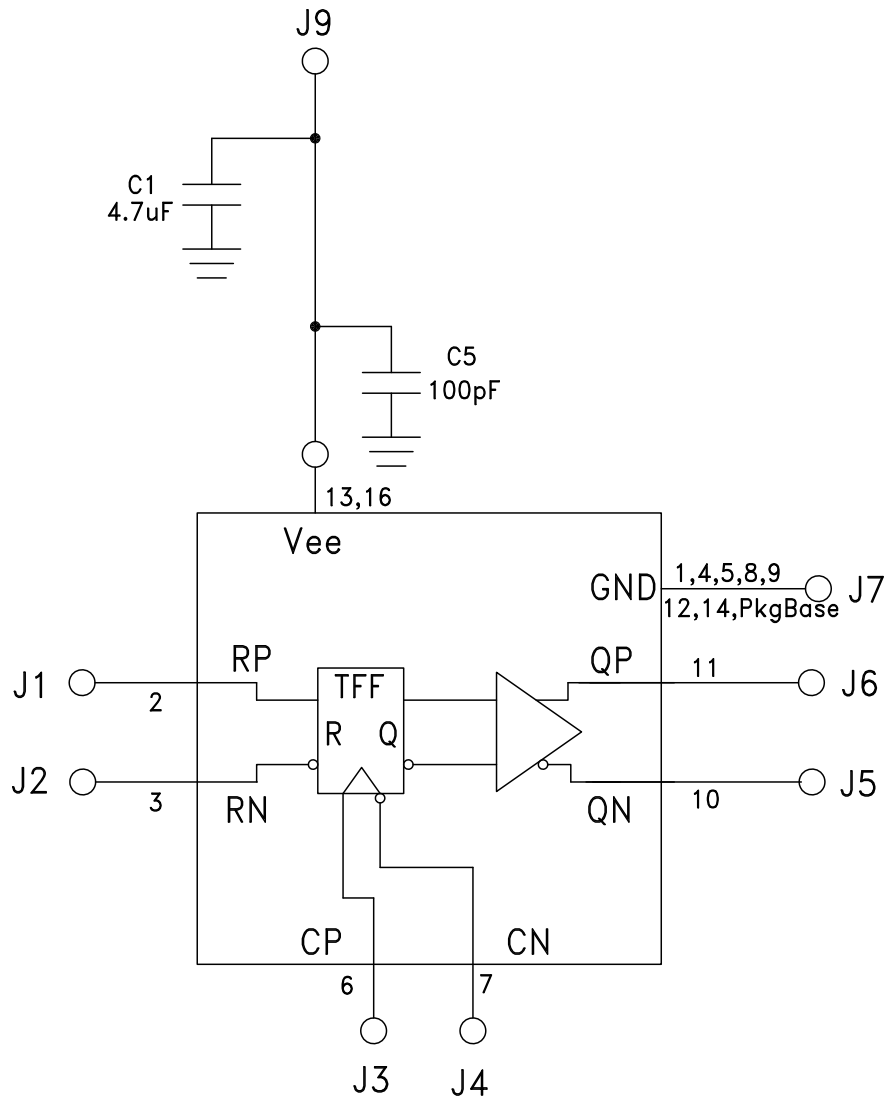 J9
C1
4.7uF
C5
100pF
13,16
Vee
GND
1,4,5,8,9
12,14,PkgBase
J7
J1
2
RP
TFF
QP
11
J6
R
Q
J2
3
RN
QN
10
J5
CP
CN
6
7
J3
J4